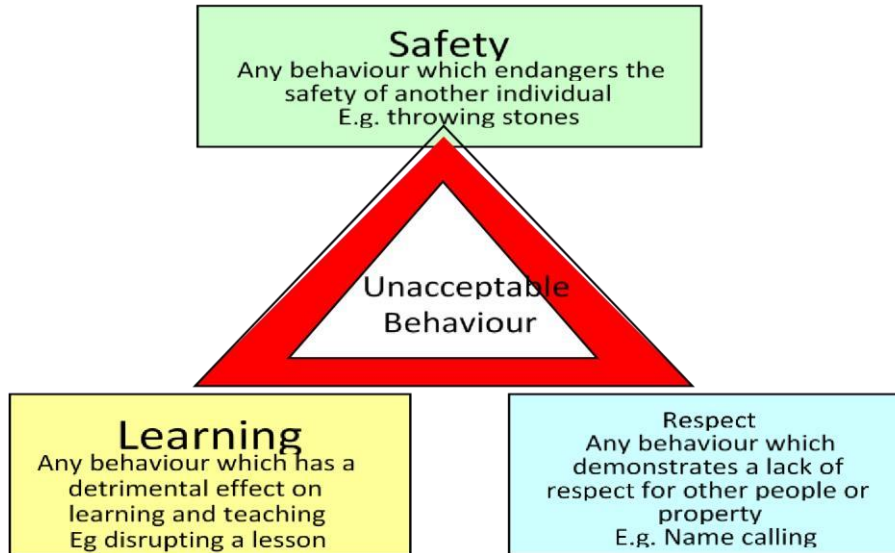 Safety
Any behaviour which endangers the
safety of another individual
E.g. throwing stones
Unacceptable
Behaviour
Learning
Any behaviour which has a
detrimental effect on
learning and teaching
Eg disrupting a lesson
Respect
Any behaviour which
demonstrates a lack of
respect for other people or
property
E.g. Name calling